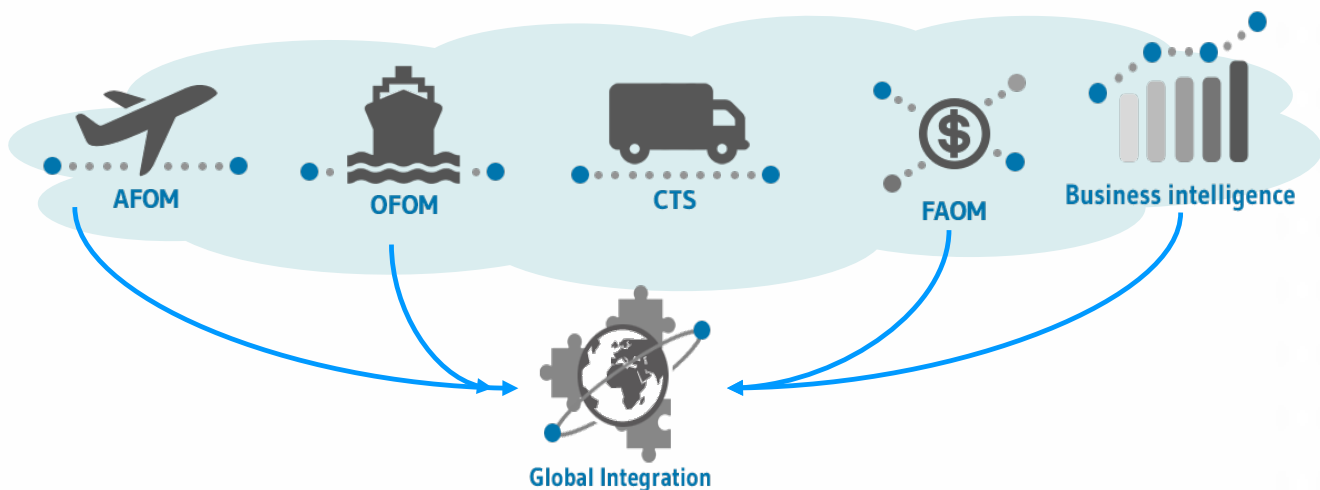 AFOM
OFOM
CTS
FAOM
Business intelligence
Global Integration